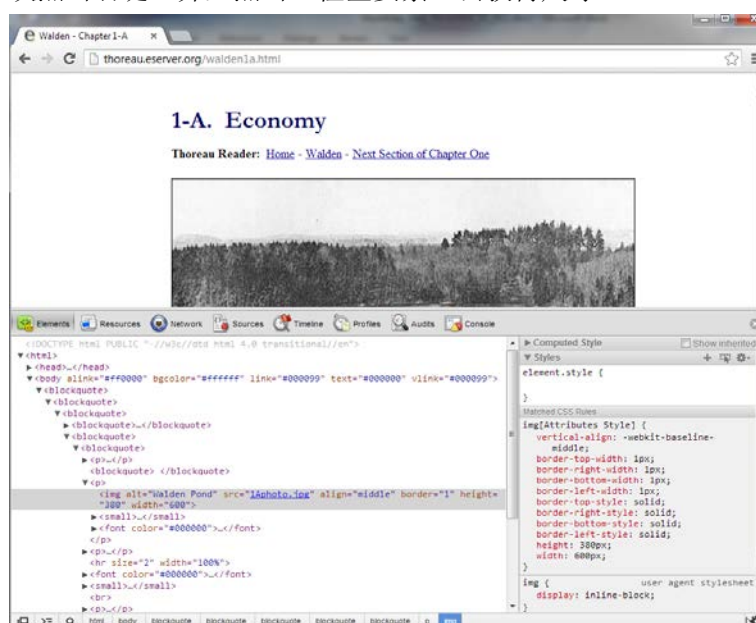 Walden - Chapter 1-A
thoreau.eserver.org/walden1a.html
1-A. Economy
Thoreau Reader: Home - Walden - Next Section of Chapter One
Elements Resources Network Sources Timeline Profiles Audits Console
<!DOCTYPE html PUBLIC "-//w3c//dtd html 4.0 transitional//en">
▼<html>
▶<head>…</head>
▼<body alink="#ff0000" bgcolor="#ffffff" link="#000099" text="#000000" vlink="#000099">
▼<blockquote>
▼<blockquote>
▼<blockquote>
▶<blockquote>…</blockquote>
▼<blockquote>
▼<blockquote>
▶<p>…</p>
<blockquote> </blockquote>
▼<p>
<img alt="Walden Pond" src="1Aphoto.jpg" align="middle" border="1" height=
"380" width="600">
▶<small>…</small>
▶<font color="#000000">…</font>
</p>
▶<p>…</p>
<hr size="2" width="100%">
▶<font color="#000000">…</font>
▶<small>…</small>
<br>
▶<p>…</p>
html body blockquote blockquote blockquote blockquote blockquote p img
▶ Computed Style Show inherited
▼ Styles
element.style {
}
Matched CSS Rules
img[Attributes Style] {
vertical-align: -webkit-baseline-
middle;
border-top-width: 1px;
border-right-width: 1px;
border-bottom-width: 1px;
border-left-width: 1px;
border-top-style: solid;
border-right-style: solid;
border-bottom-style: solid;
border-left-style: solid;
height: 380px;
width: 600px;
}
img { user agent stylesheet
display: inline-block;
}